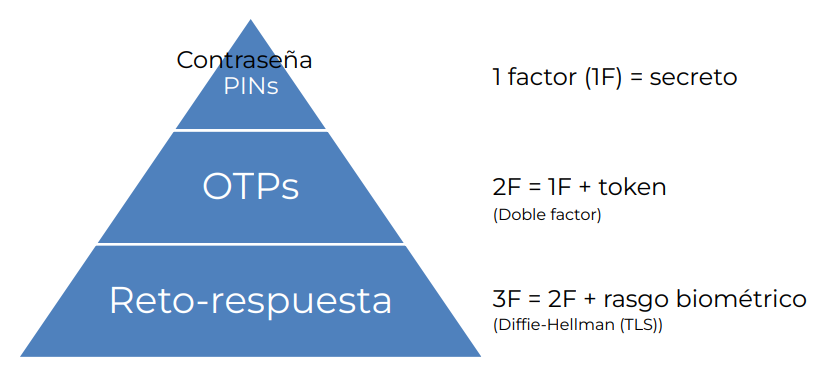 Contraseña
PINs
1 factor (1F) = secreto
OTPs
2F = 1F + token
(Doble factor)
Reto-respuesta
3F = 2F + rasgo biométrico
(Diffie-Hellman (TLS))